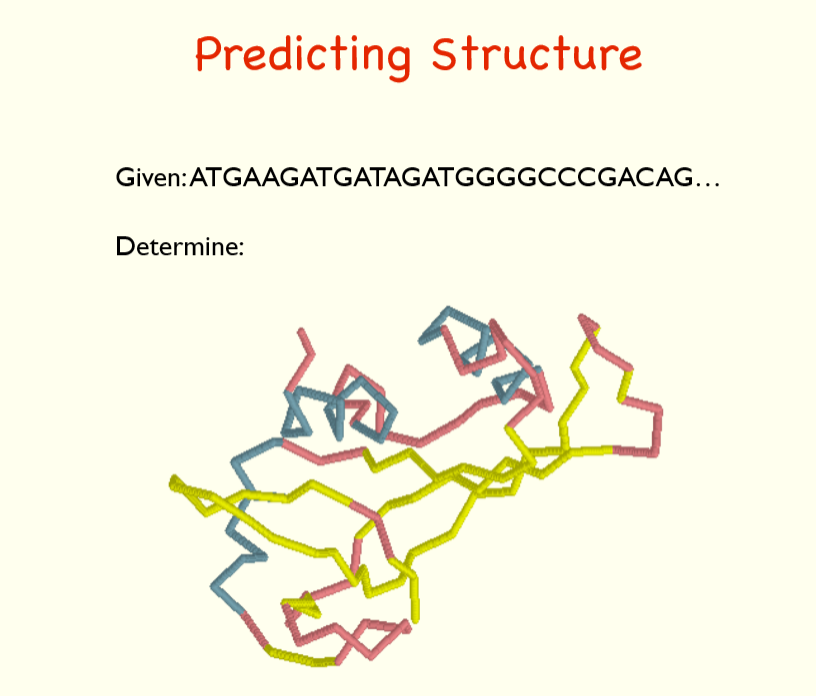 Predicting Structure
Given:ATGAAGATGATAGATGGGGCCCGACAG…
Determine: